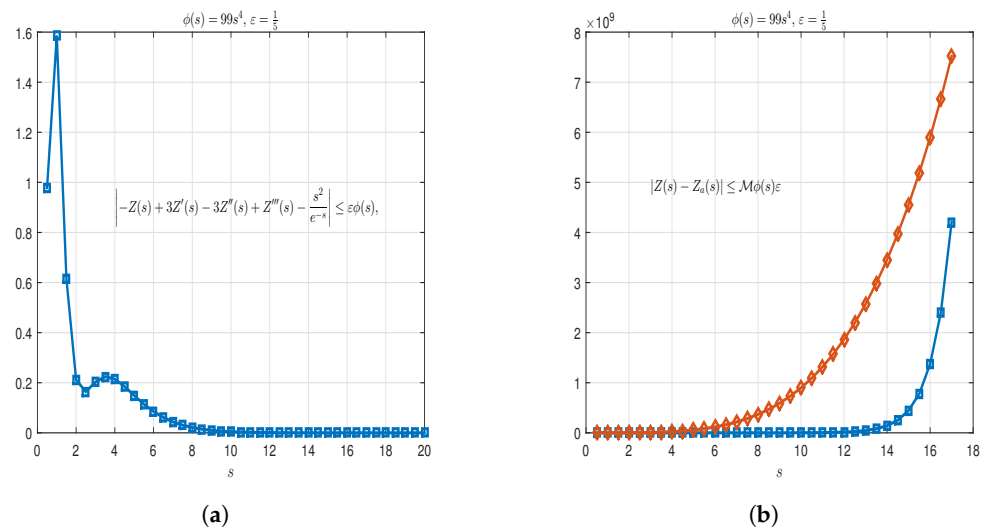 ϕ(s) = 99s⁴, ε = 1/5
1.6
1.4
1.2
1
0.8
0.6
0.4
0.2
0
|−Z(s) + 3Z′(s) − 3Z″(s) + Z‴(s) − s²/e⁻ˢ| ≤ εϕ(s),
0 2 4 6 8 10 12 14 16 18 20
s
(a)
ϕ(s) = 99s⁴, ε = 1/5
8 ×10⁹
7
6
5
4
3
2
1
0
|Z(s) − Zₐ(s)| ≤ ℳϕ(s)ε
0 2 4 6 8 10 12 14 16 18
s
(b)